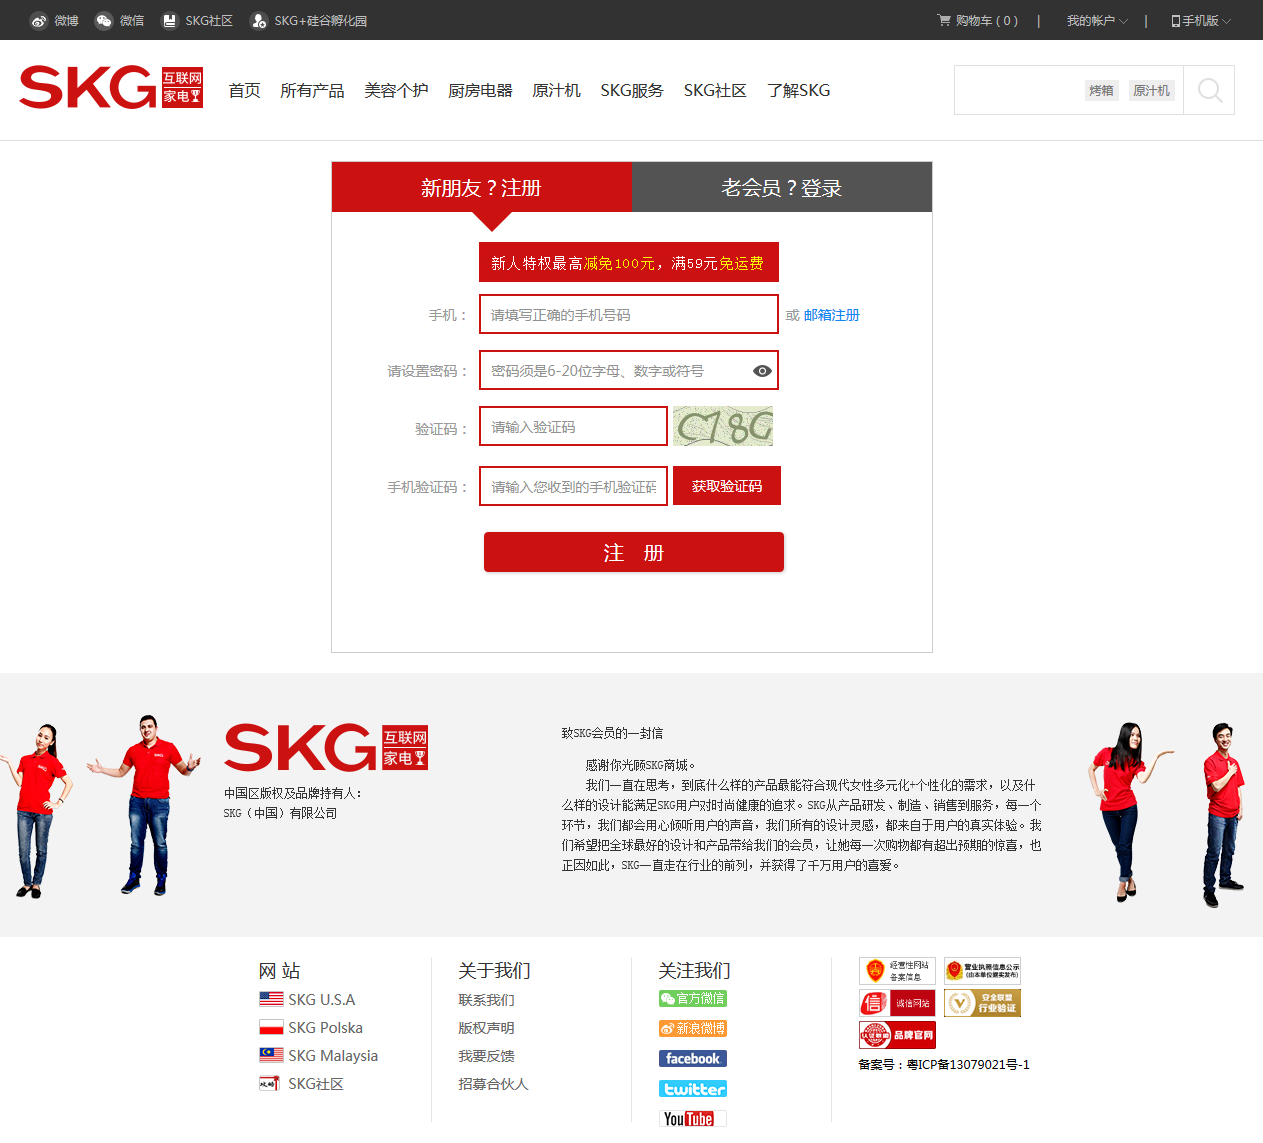 微博 微信 SKG社区 SKG+硅谷孵化园 购物车 ( 0 ) | 我的帐户 | 手机版
SKG 互联网家电
首页 所有产品 美容个护 厨房电器 原汁机 SKG服务 SKG社区 了解SKG 烤箱 原汁机
新朋友？注册 老会员？登录
新人特权最高减免100元，满59元免运费
手机： 请填写正确的手机号码 或 邮箱注册
请设置密码： 密码须是6-20位字母、数字或符号
验证码： 请输入验证码 C78G
手机验证码： 请输入您收到的手机验证码 获取验证码
注 册
SKG 互联网家电
中国区版权及品牌持有人：
SKG（中国）有限公司
致SKG会员的一封信
感谢你光顾SKG商城。
我们一直在思考，到底什么样的产品最能符合现代女性多元化+个性化的需求，以及什
么样的设计能满足SKG用户对时尚健康的追求。SKG从产品研发、制造、销售到服务，每一个
环节，我们都会用心倾听用户的声音，我们所有的设计灵感，都来自于用户的真实体验。我
们希望把全球最好的设计和产品带给我们的会员，让她每一次购物都有超出预期的惊喜，也
正因如此，SKG一直走在行业的前列，并获得了千万用户的喜爱。
网 站
SKG U.S.A
SKG Polska
SKG Malaysia
SKG社区
关于我们
联系我们
版权声明
我要反馈
招募合伙人
关注我们
官方微信
新浪微博
facebook
twitter
YouTube
经营性网站
备案信息
营业执照信息公示
(由本单位据实发布)
信 诚信网站
安全联盟
行业验证
品牌官网
备案号：粤ICP备13079021号-1